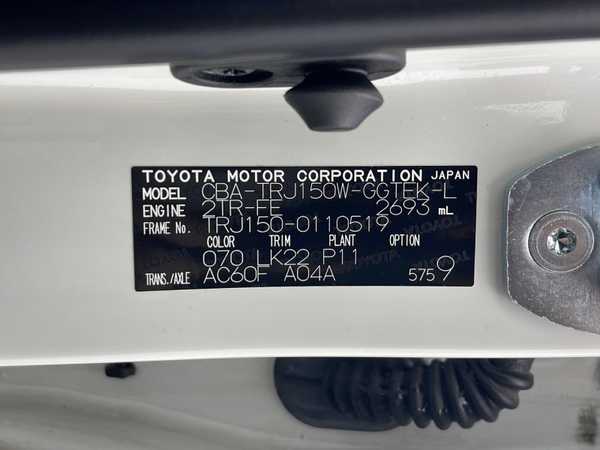 TOYOTA MOTOR CORPORATION JAPAN
MODEL CBA-TRJ150W-GGTEK-L
ENGINE 2TR-FE 2693 mL
FRAME No. TRJ150-0110519
COLOR TRIM PLANT OPTION
070 LK22 P11
TRANS./AXLE AC60F A04A 5759